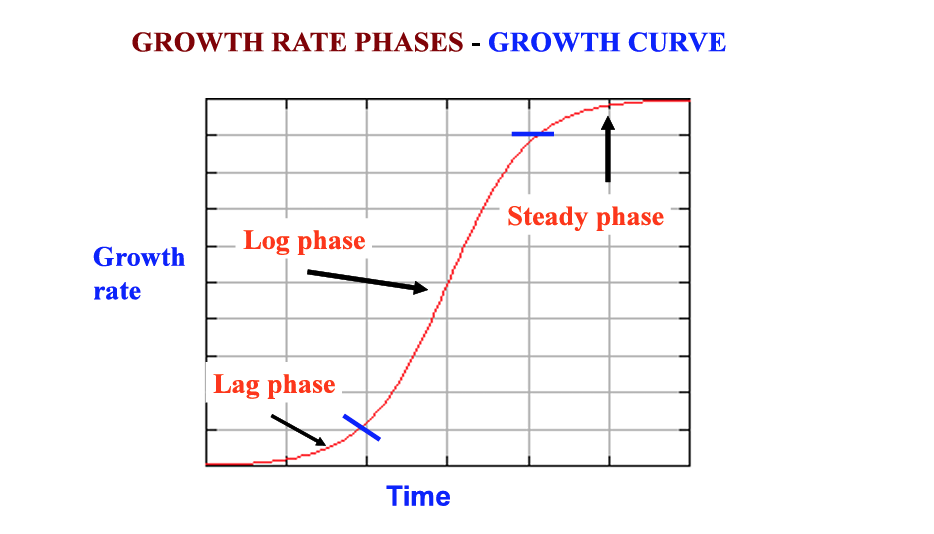 GROWTH RATE PHASES - GROWTH CURVE
Log phase
Steady phase
Growth
rate
Lag phase
Time